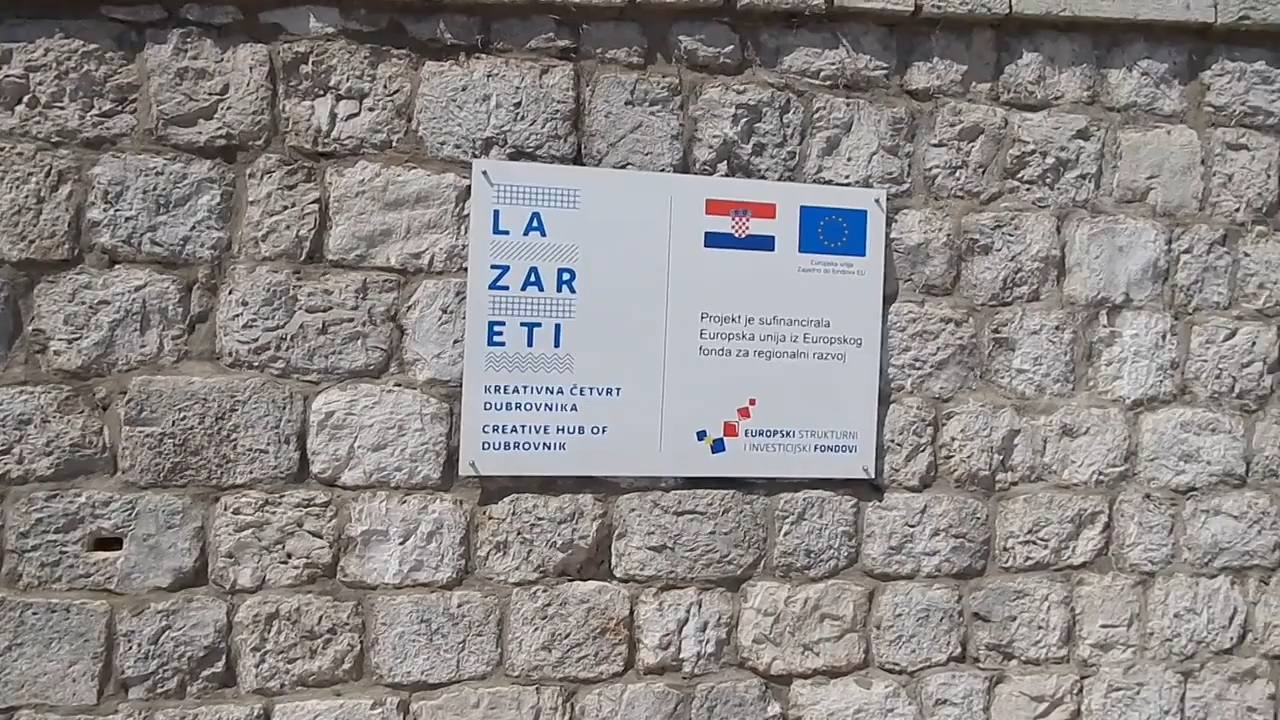 LA
ZAR
ETI
KREATIVNA ČETVRT
DUBROVNIKA
CREATIVE HUB OF
DUBROVNIK
Europska unija
Zajedno do fondova EU
Projekt je sufinancirala
Europska unija iz Europskog
fonda za regionalni razvoj
EUROPSKI STRUKTURNI
I INVESTICIJSKI FONDOVI